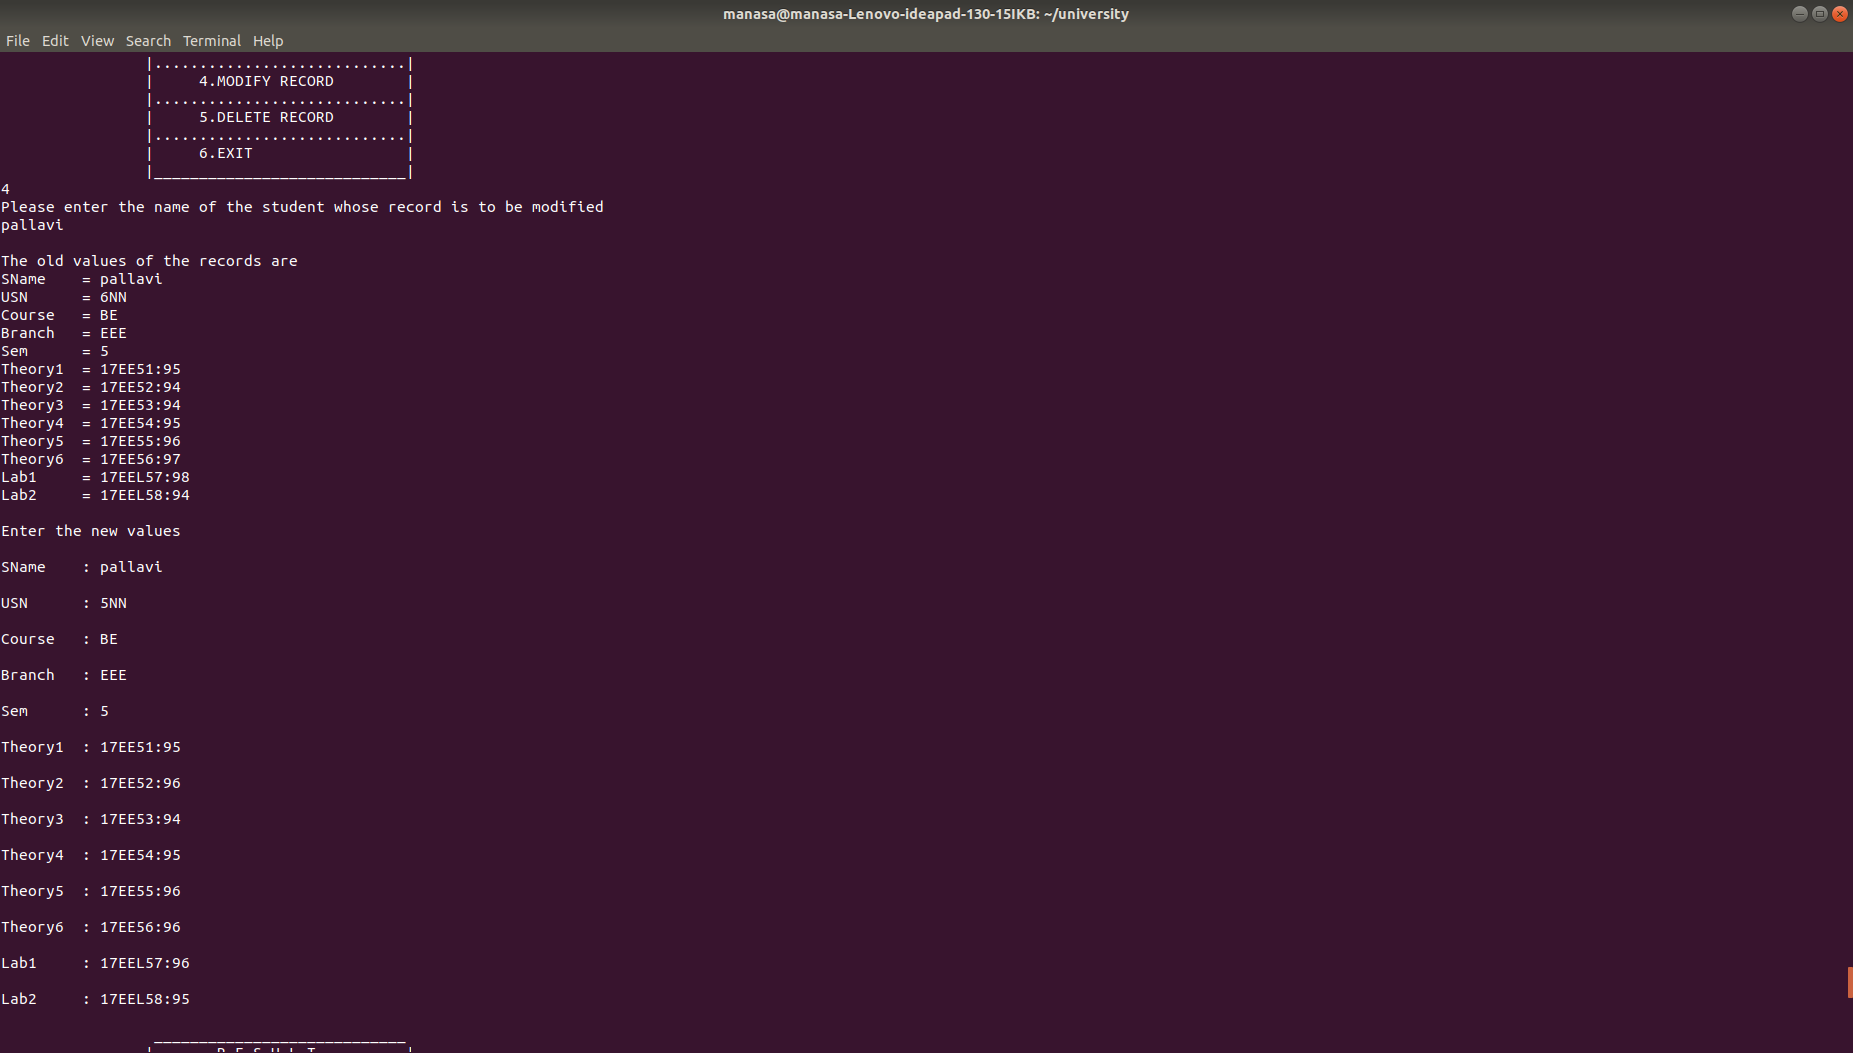 manasa@manasa-Lenovo-ideapad-130-15IKB: ~/university
File Edit View Search Terminal Help
|............................|
|     4.MODIFY RECORD        |
|............................|
|     5.DELETE RECORD        |
|............................|
|     6.EXIT                 |
|____________________________|
4
Please enter the name of the student whose record is to be modified
pallavi
The old values of the records are
SName    = pallavi
USN      = 6NN
Course   = BE
Branch   = EEE
Sem      = 5
Theory1  = 17EE51:95
Theory2  = 17EE52:94
Theory3  = 17EE53:94
Theory4  = 17EE54:95
Theory5  = 17EE55:96
Theory6  = 17EE56:97
Lab1     = 17EEL57:98
Lab2     = 17EEL58:94
Enter the new values
SName    : pallavi
USN      : 5NN
Course   : BE
Branch   : EEE
Sem      : 5
Theory1  : 17EE51:95
Theory2  : 17EE52:96
Theory3  : 17EE53:94
Theory4  : 17EE54:95
Theory5  : 17EE55:96
Theory6  : 17EE56:96
Lab1     : 17EEL57:96
Lab2     : 17EEL58:95
____________________________
|       R E S U L T          |